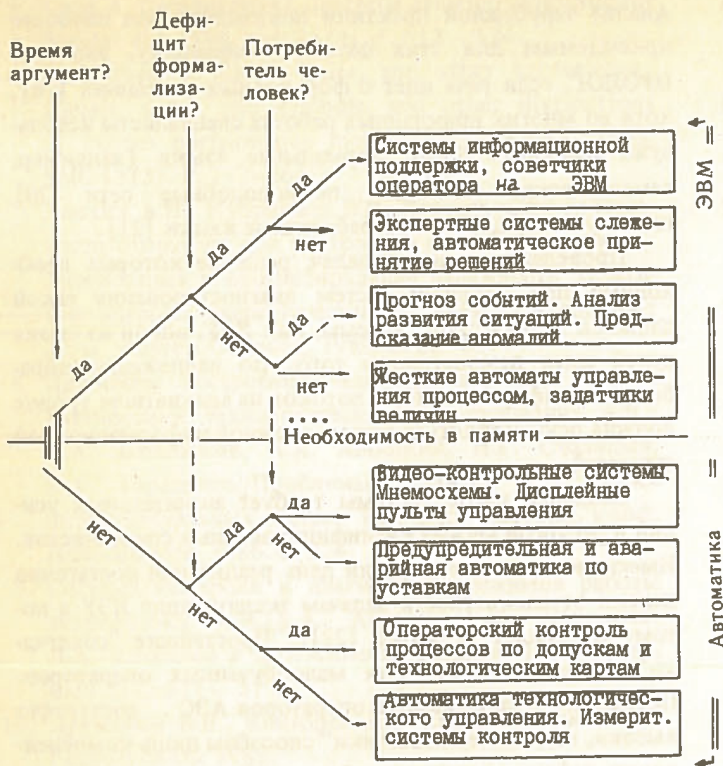 Время
аргумент?
Дефи-
цит
форма-
лизa-
ции?
Потреби-
тель че-
ловек?
да
Системы информационной
поддержки, советчики
оператора на ЭВМ
нет
Экспертные системы слеже-
ния, автоматическое при-
нятие решений
да
да
Прогноз событий. Анализ
развития ситуаций. Пред-
сказание аномалий.
нет
нет
Жесткие автоматы управле-
ния процессом, задатчики
величин
да
....
Необходимость в памяти
да
Видео-контрольные системы.
Мнемосхемы. Дисплейные
пульты управления
да
нет
нет
Предупредительная и ава-
рийная автоматика по
уставкам
да
Операторский контроль
процессов по допускам и
технологическим картам
нет
нет
Автоматика технологичес-
кого управления. Измерит.
системы контроля
ЭВМ
Автоматика